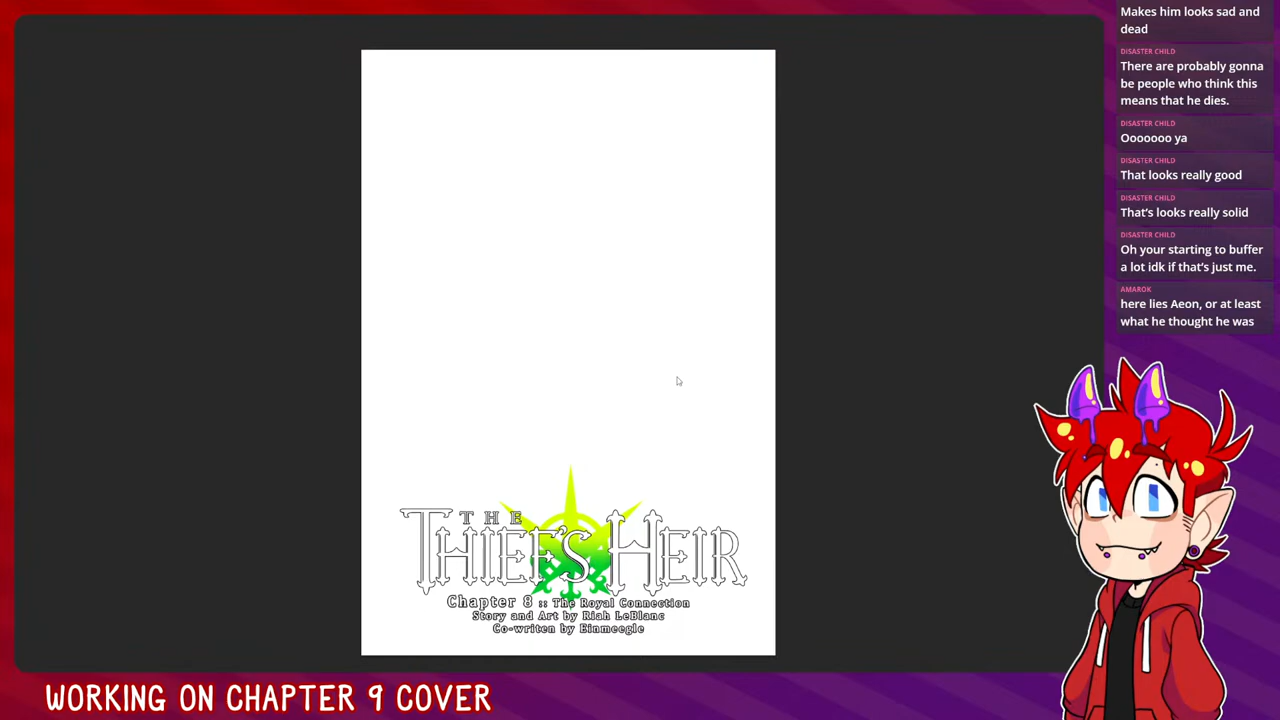 THE
THIEF'S HEIR
Chapter 8 :: The Royal Connection
Story and Art by Riah LeBlanc
Co-writen by Einmeegle
WORKING ON CHAPTER 9 COVER
Makes him looks sad and
dead
DISASTER CHILD
There are probably gonna
be people who think this
means that he dies.
DISASTER CHILD
Ooooooo ya
DISASTER CHILD
That looks really good
DISASTER CHILD
That's looks really solid
DISASTER CHILD
Oh your starting to buffer
a lot idk if that's just me.
AMAROK
here lies Aeon, or at least
what he thought he was